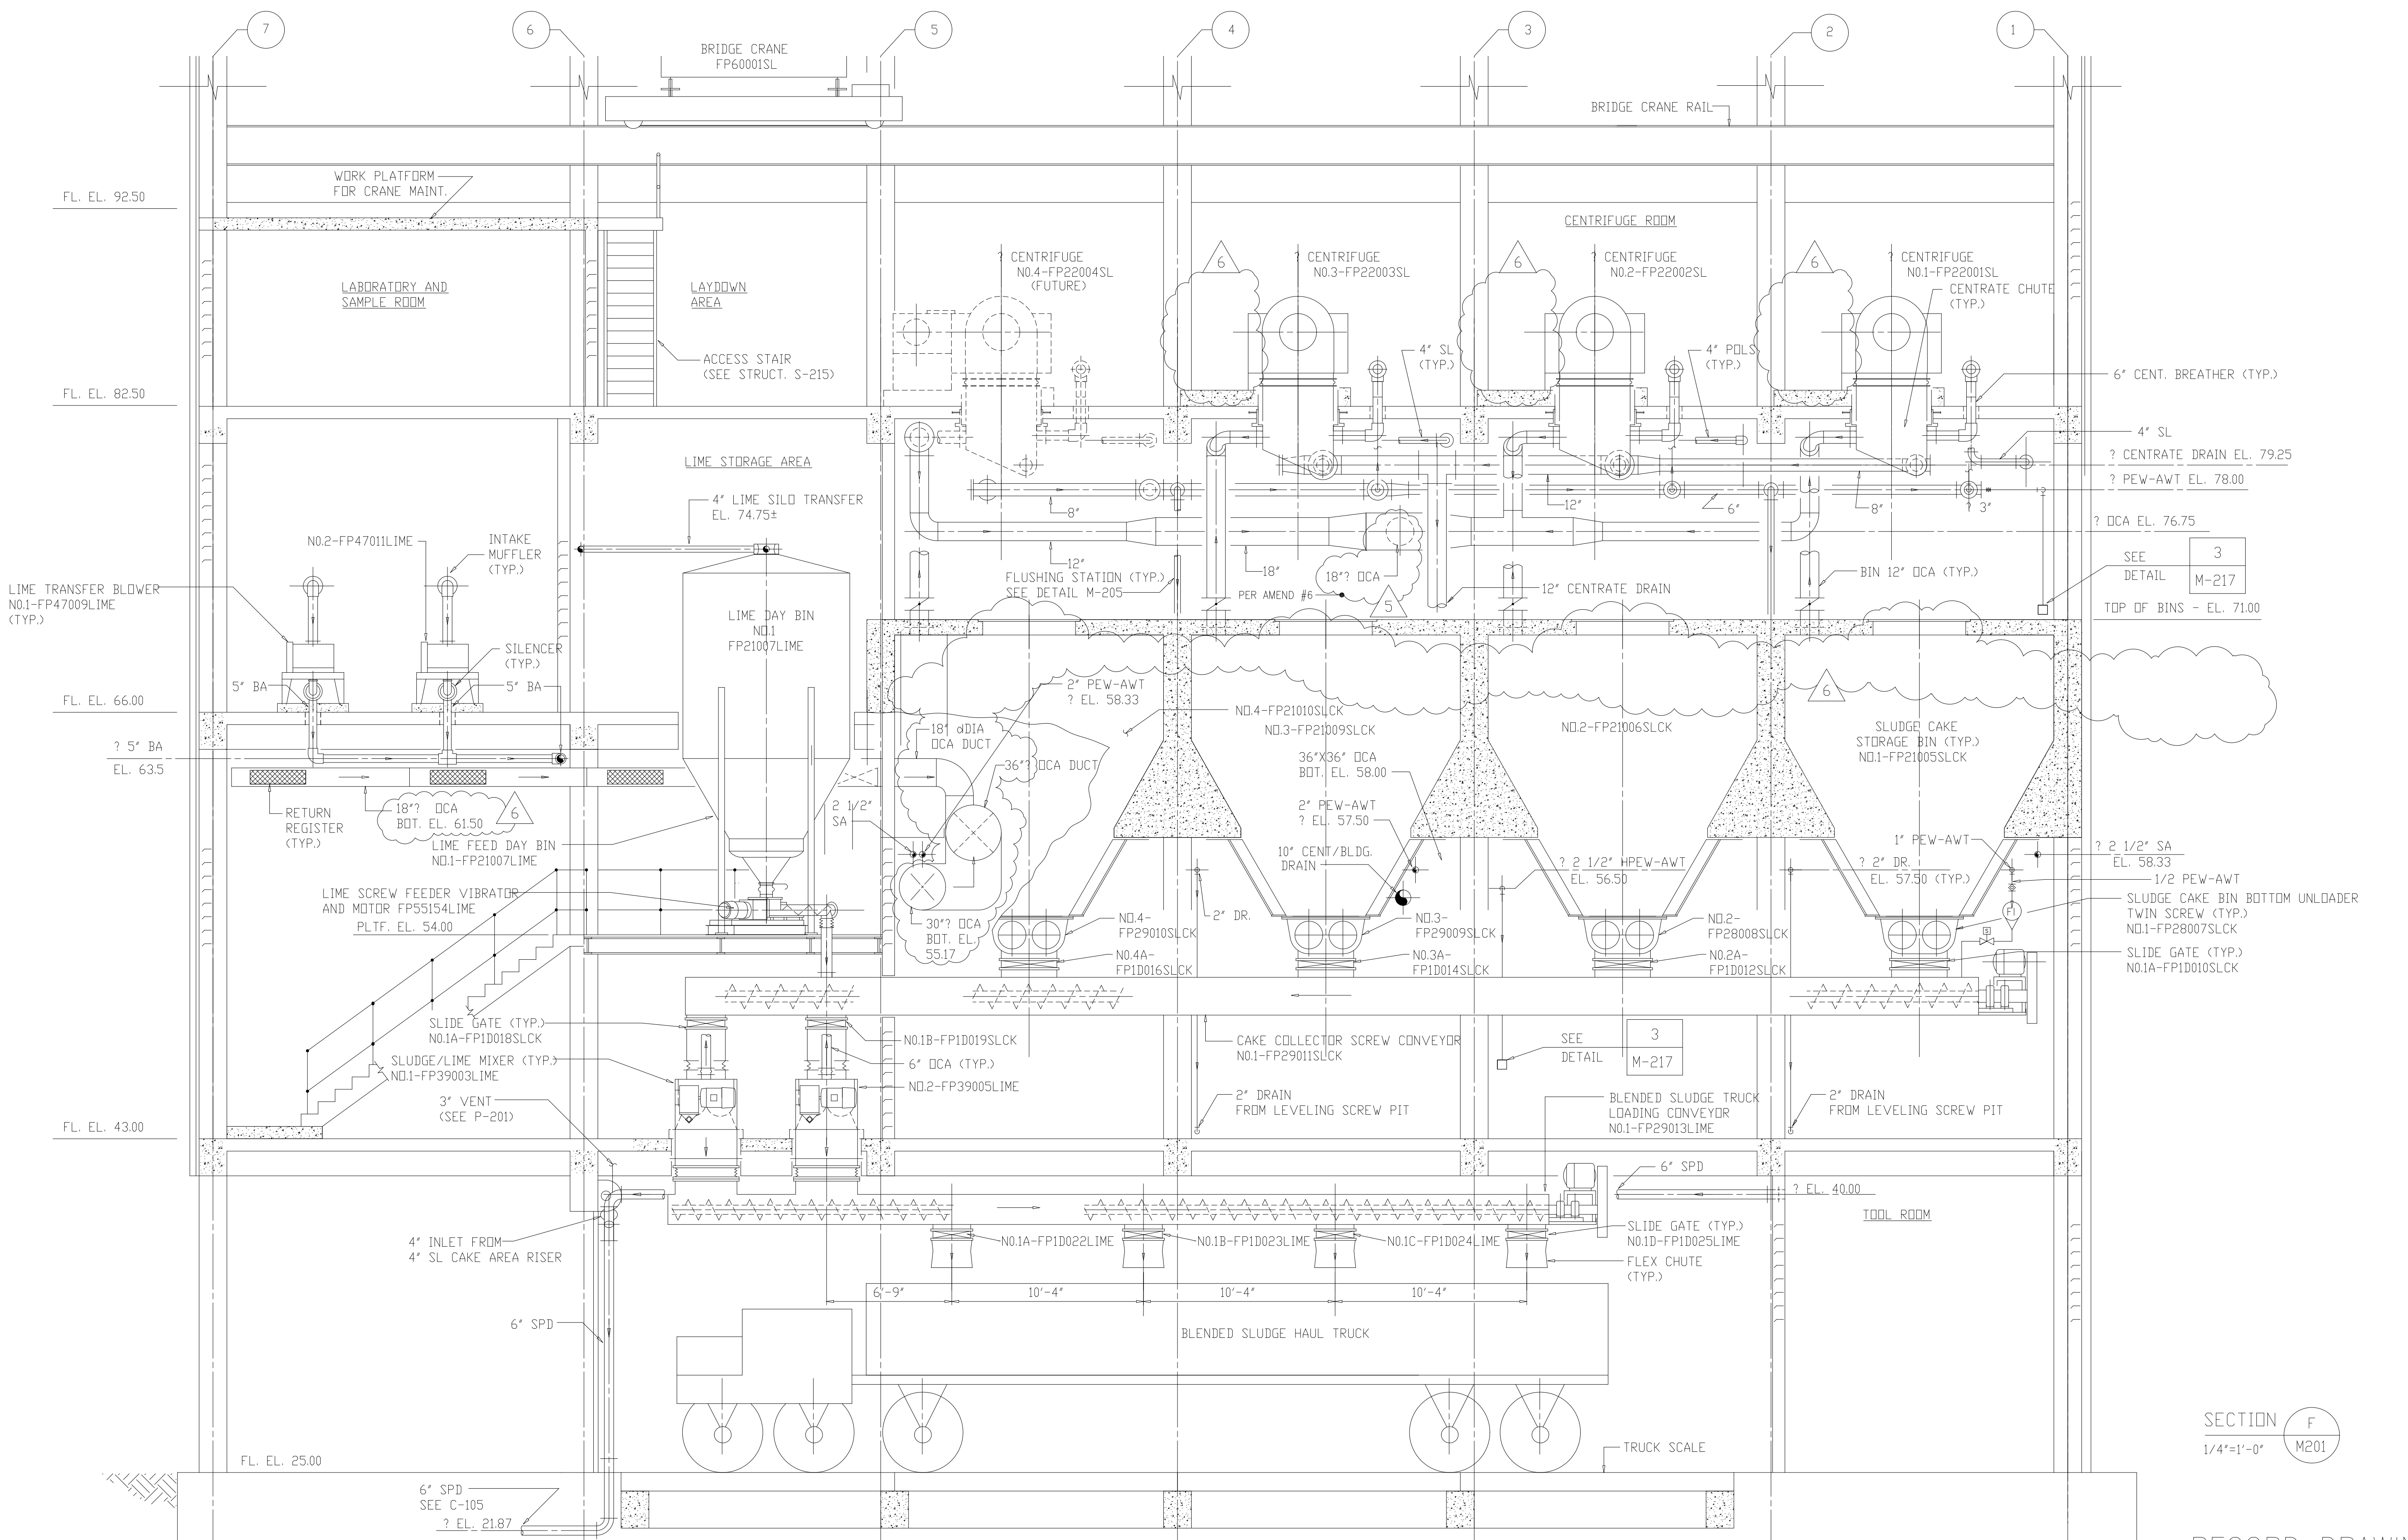 7
6
5
4
3
2
1
BRIDGE CRANE
FP60001SL
BRIDGE CRANE RAIL
WORK PLATFORM
FOR CRANE MAINT.
FL. EL. 92.50
CENTRIFUGE ROOM
? CENTRIFUGE
NO.4-FP22004SL
(FUTURE)
6
? CENTRIFUGE
NO.3-FP22003SL
6
? CENTRIFUGE
NO.2-FP22002SL
6
? CENTRIFUGE
NO.1-FP22001SL
CENTRATE CHUTE
(TYP.)
LABORATORY AND
SAMPLE ROOM
LAYDOWN
AREA
ACCESS STAIR
(SEE STRUCT. S-215)
4" SL
(TYP.)
4" POLS
(TYP.)
6" CENT. BREATHER (TYP.)
FL. EL. 82.50
4" SL
LIME STORAGE AREA
? CENTRATE DRAIN EL. 79.25
? PEW-AWT EL. 78.00
4" LIME SILO TRANSFER
EL. 74.75±
8"
12"
6"
8"
? 3"
? OCA EL. 76.75
NO.2-FP47011LIME
INTAKE
MUFFLER
(TYP.)
SEE
DETAIL
3
M-217
12"
18"
18"? OCA
FLUSHING STATION (TYP.)
SEE DETAIL M-205
PER AMEND #6
5
12" CENTRATE DRAIN
BIN 12" OCA (TYP.)
LIME TRANSFER BLOWER
NO.1-FP47009LIME
(TYP.)
TOP OF BINS - EL. 71.00
LIME DAY BIN
NO.1
FP21007LIME
SILENCER
(TYP.)
5" BA
5" BA
FL. EL. 66.00
2" PEW-AWT
? EL. 58.33
6
NO.4-FP21010SLCK
NO.3-FP21009SLCK
NO.2-FP21006SLCK
SLUDGE CAKE
STORAGE BIN (TYP.)
NO.1-FP21005SLCK
18" dDIA
OCA DUCT
? 5" BA
EL. 63.5
36"? OCA DUCT
36"X36" OCA
BOT. EL. 58.00
RETURN
REGISTER
(TYP.)
18"? OCA
BOT. EL. 61.50
6
2 1/2"
SA
2" PEW-AWT
? EL. 57.50
LIME FEED DAY BIN
NO.1-FP21007LIME
10" CENT/BLDG.
DRAIN
1" PEW-AWT
? 2 1/2" SA
EL. 58.33
? 2 1/2" HPEW-AWT
EL. 56.50
? 2" DR.
EL. 57.50 (TYP.)
1/2 PEW-AWT
LIME SCREW FEEDER VIBRATOR
AND MOTOR FP55154LIME
PLTF. EL. 54.00
SLUDGE CAKE BIN BOTTOM UNLOADER
TWIN SCREW (TYP.)
NO.1-FP28007SLCK
FI
S
30"? OCA
BOT. EL.
55.17
2" DR.
NO.4-
FP29010SLCK
NO.3-
FP29009SLCK
NO.2-
FP28008SLCK
NO.4A-
FP1D016SLCK
NO.3A-
FP1D014SLCK
NO.2A-
FP1D012SLCK
SLIDE GATE (TYP.)
NO.1A-FP1D010SLCK
SLIDE GATE (TYP.)
NO.1A-FP1D018SLCK
NO.1B-FP1D019SLCK
CAKE COLLECTOR SCREW CONVEYOR
NO.1-FP29011SLCK
SEE
DETAIL
3
M-217
SLUDGE/LIME MIXER (TYP.)
NO.1-FP39003LIME
6" OCA (TYP.)
NO.2-FP39005LIME
3" VENT
(SEE P-201)
2" DRAIN
FROM LEVELING SCREW PIT
BLENDED SLUDGE TRUCK
LOADING CONVEYOR
NO.1-FP29013LIME
2" DRAIN
FROM LEVELING SCREW PIT
FL. EL. 43.00
6" SPD
? EL. 40.00
TOOL ROOM
4" INLET FROM
4" SL CAKE AREA RISER
NO.1A-FP1D022LIME
NO.1B-FP1D023LIME
NO.1C-FP1D024LIME
SLIDE GATE (TYP.)
NO.1D-FP1D025LIME
FLEX CHUTE
(TYP.)
6'-9"
10'-4"
10'-4"
10'-4"
6" SPD
BLENDED SLUDGE HAUL TRUCK
SECTION
1/4"=1'-0"
F
M201
FL. EL. 25.00
TRUCK SCALE
6" SPD
SEE C-105
? EL. 21.87